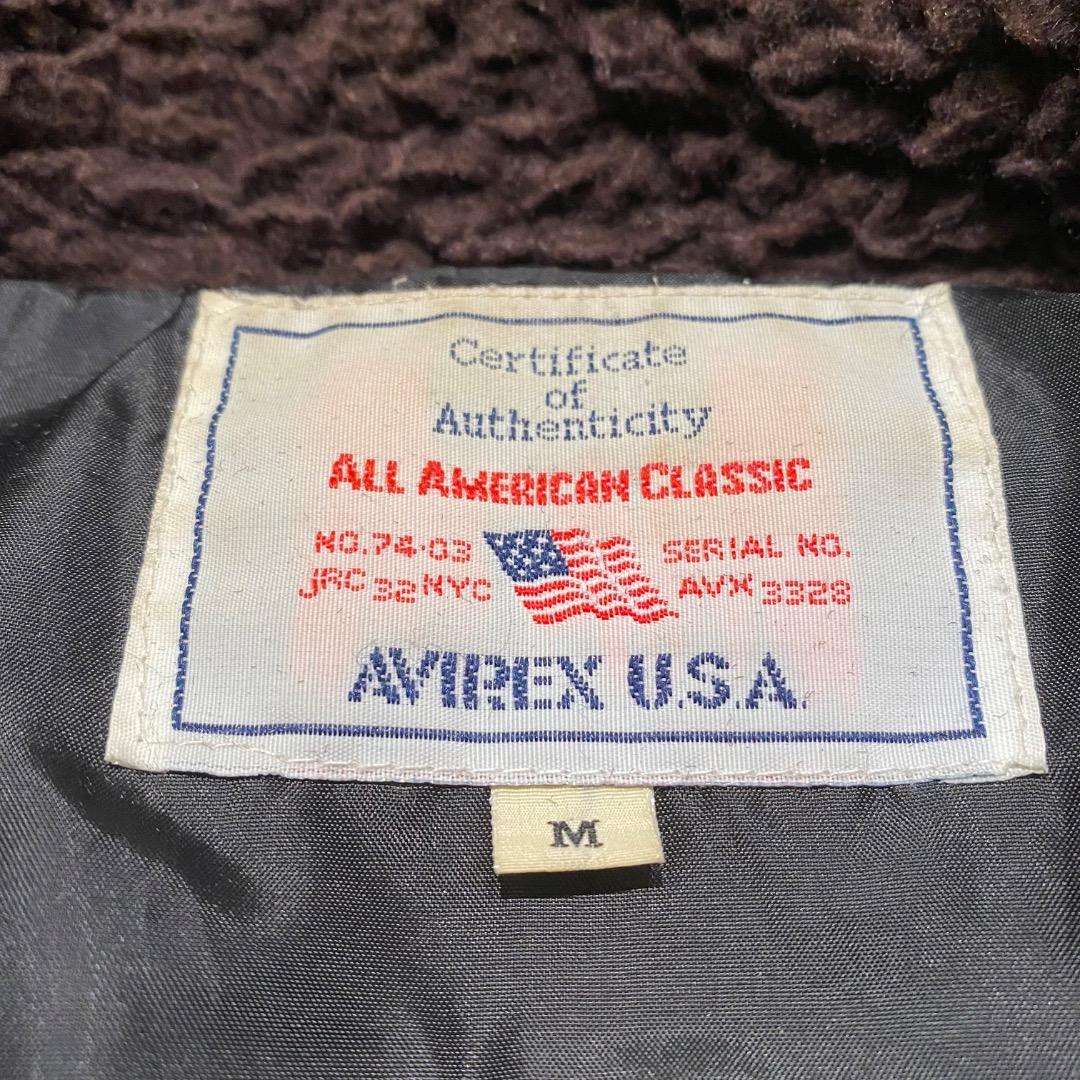 Certificate
of
Authenticity
ALL AMERICAN CLASSIC
NO.74-03
JRC 32 NYC
SERIAL NO.
AVX 3328
AVIREX U.S.A.
M